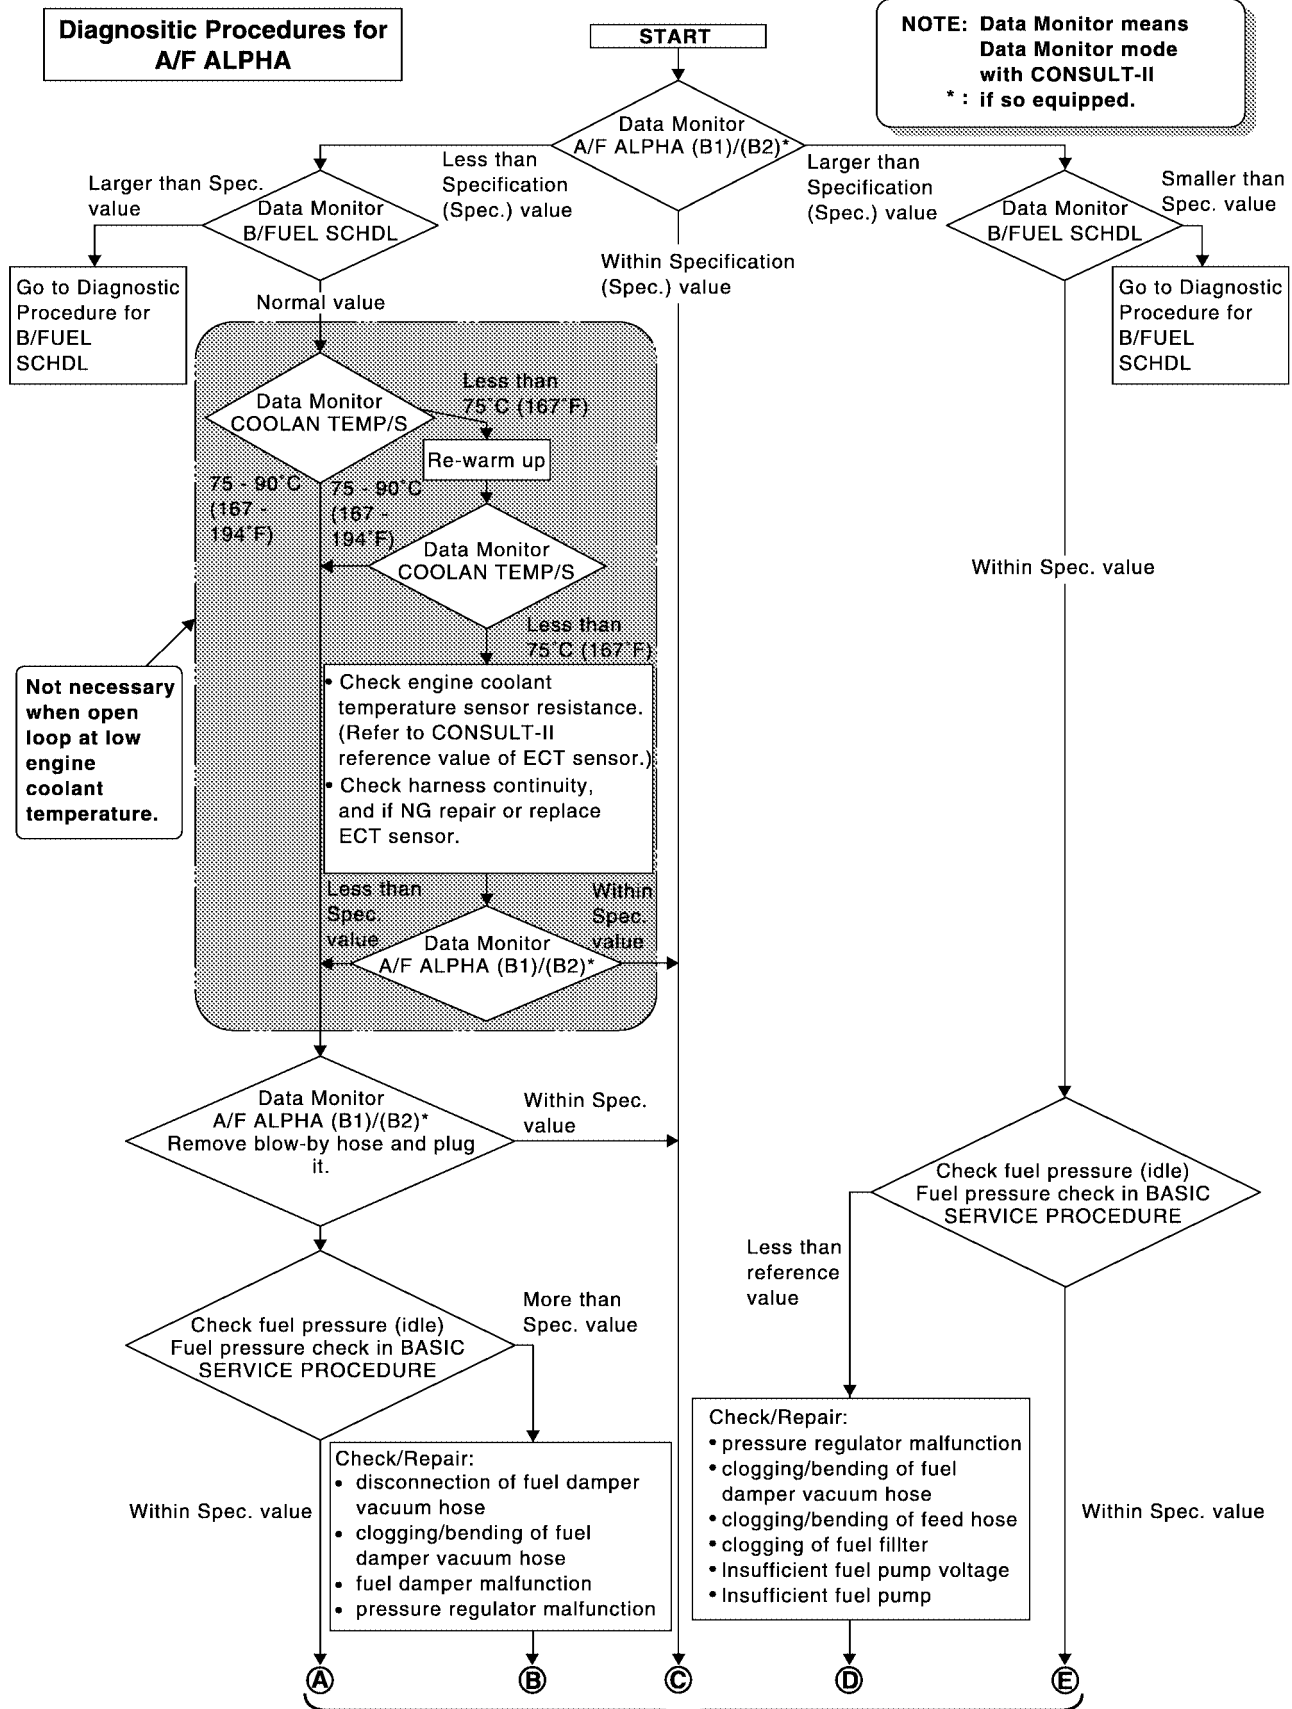 Diagnositic Procedures for
A/F ALPHA
START
NOTE: Data Monitor means
Data Monitor mode
with CONSULT-II
* : if so equipped.
Data Monitor
A/F ALPHA (B1)/(B2)*
Less than
Specification
(Spec.) value
Larger than
Specification
(Spec.) value
Within Specification
(Spec.) value
Larger than Spec.
value
Data Monitor
B/FUEL SCHDL
Smaller than
Spec. value
Data Monitor
B/FUEL SCHDL
Go to Diagnostic
Procedure for
B/FUEL
SCHDL
Normal value
Go to Diagnostic
Procedure for
B/FUEL
SCHDL
Data Monitor
COOLAN TEMP/S
Less than
75˚C (167˚F)
Re-warm up
75 - 90˚C
(167 -
194˚F)
75 - 90˚C
(167 -
194˚F)
Data Monitor
COOLAN TEMP/S
Within Spec. value
Less than
75˚C (167˚F)
Not necessary
when open
loop at low
engine
coolant
temperature.
• Check engine coolant
temperature sensor resistance.
(Refer to CONSULT-II
reference value of ECT sensor.)
• Check harness continuity,
and if NG repair or replace
ECT sensor.
Less than
Spec.
value
Within
Spec.
value
Data Monitor
A/F ALPHA (B1)/(B2)*
Data Monitor
A/F ALPHA (B1)/(B2)*
Remove blow-by hose and plug
it.
Within Spec.
value
Check fuel pressure (idle)
Fuel pressure check in BASIC
SERVICE PROCEDURE
Less than
reference
value
Check fuel pressure (idle)
Fuel pressure check in BASIC
SERVICE PROCEDURE
More than
Spec. value
Within Spec. value
Check/Repair:
• disconnection of fuel damper
vacuum hose
• clogging/bending of fuel
damper vacuum hose
• fuel damper malfunction
• pressure regulator malfunction
Check/Repair:
• pressure regulator malfunction
• clogging/bending of fuel
damper vacuum hose
• clogging/bending of feed hose
• clogging of fuel fillter
• Insufficient fuel pump voltage
• Insufficient fuel pump
Within Spec. value
A B C D E